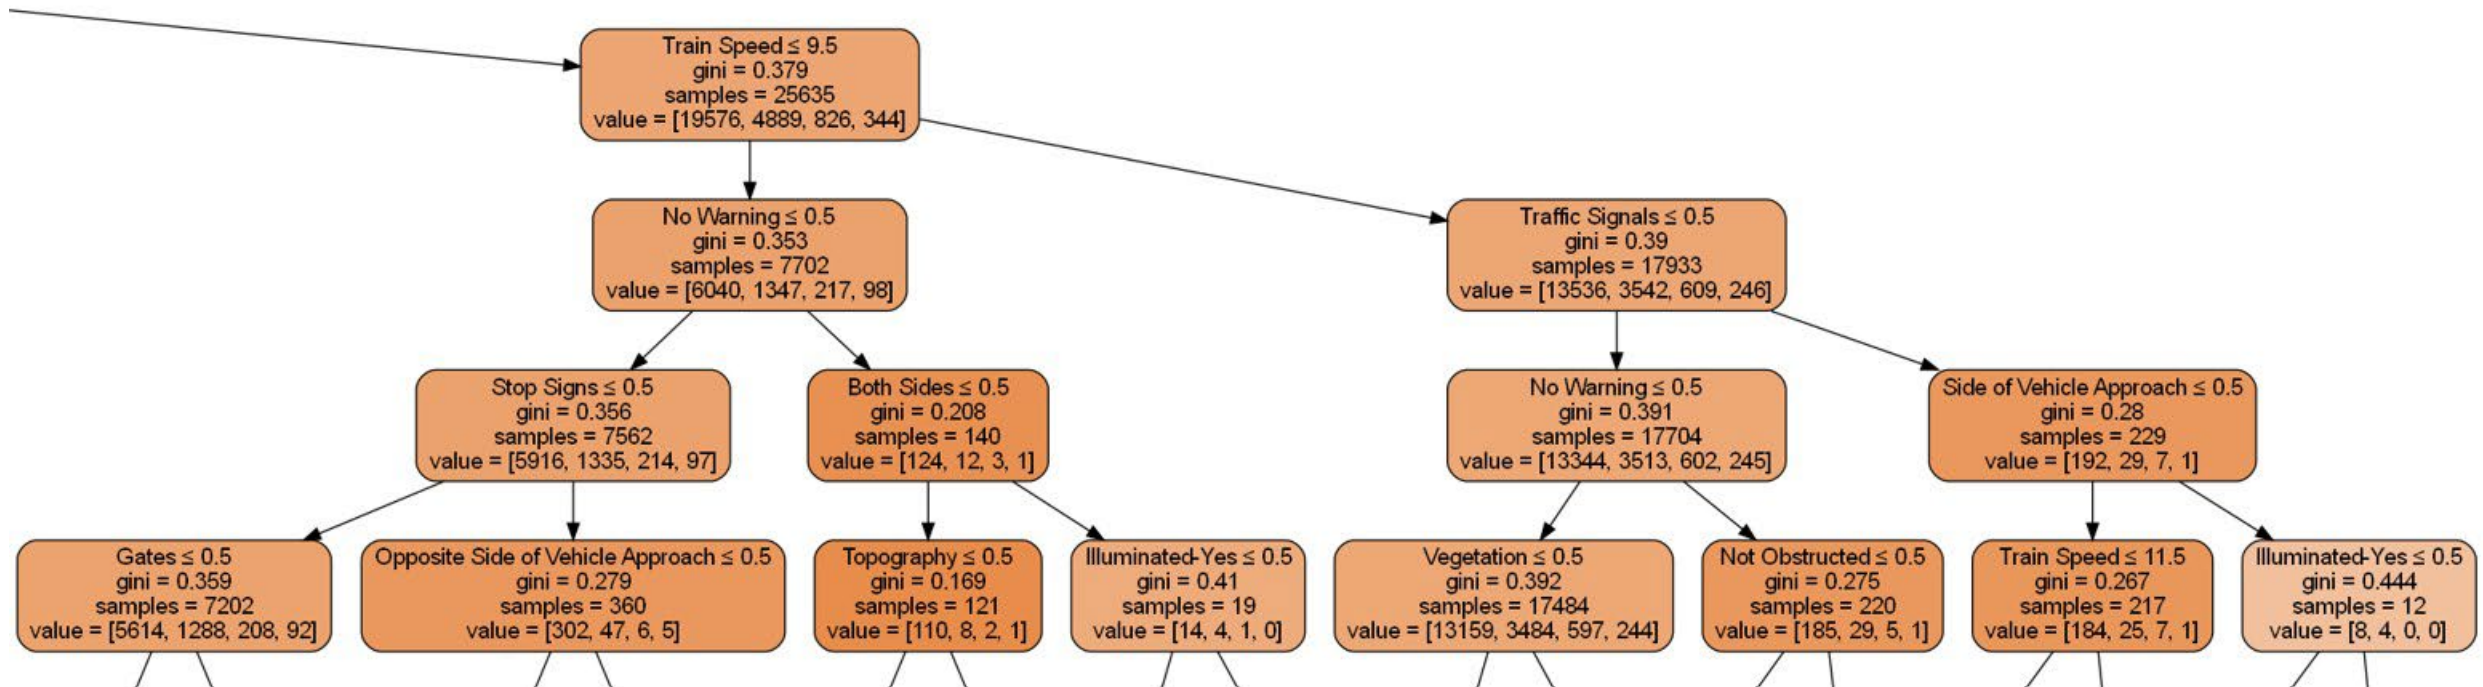 Train Speed ≤ 9.5
gini = 0.379
samples = 25635
value = [19576, 4889, 826, 344]
No Warning ≤ 0.5
gini = 0.353
samples = 7702
value = [6040, 1347, 217, 98]
Traffic Signals ≤ 0.5
gini = 0.39
samples = 17933
value = [13536, 3542, 609, 246]
Stop Signs ≤ 0.5
gini = 0.356
samples = 7562
value = [5916, 1335, 214, 97]
Both Sides ≤ 0.5
gini = 0.208
samples = 140
value = [124, 12, 3, 1]
No Warning ≤ 0.5
gini = 0.391
samples = 17704
value = [13344, 3513, 602, 245]
Side of Vehicle Approach ≤ 0.5
gini = 0.28
samples = 229
value = [192, 29, 7, 1]
Gates ≤ 0.5
gini = 0.359
samples = 7202
value = [5614, 1288, 208, 92]
Opposite Side of Vehicle Approach ≤ 0.5
gini = 0.279
samples = 360
value = [302, 47, 6, 5]
Topography ≤ 0.5
gini = 0.169
samples = 121
value = [110, 8, 2, 1]
Illuminated-Yes ≤ 0.5
gini = 0.41
samples = 19
value = [14, 4, 1, 0]
Vegetation ≤ 0.5
gini = 0.392
samples = 17484
value = [13159, 3484, 597, 244]
Not Obstructed ≤ 0.5
gini = 0.275
samples = 220
value = [185, 29, 5, 1]
Train Speed ≤ 11.5
gini = 0.267
samples = 217
value = [184, 25, 7, 1]
Illuminated-Yes ≤ 0.5
gini = 0.444
samples = 12
value = [8, 4, 0, 0]